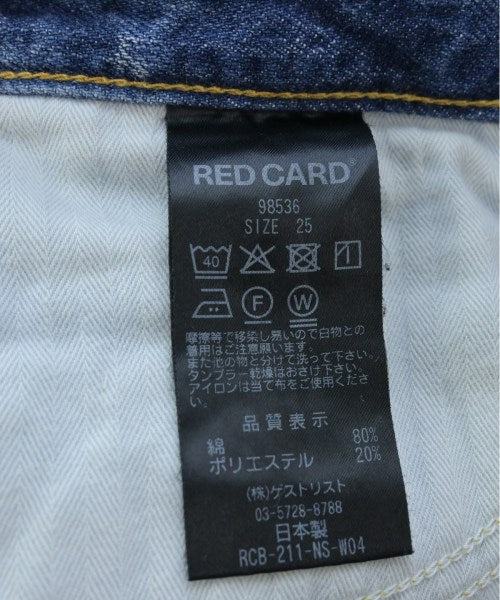 RED CARD®
98536
SIZE 25
40
F W
摩擦等で移染し易いので白物との
着用はご注意願います。
また他の物と分けて洗って下さい。
タンブラー乾燥はおさけ下さい。
アイロンは当て布をご使用くだ
さい。
品質表示
綿 80%
ポリエステル 20%
(株)ゲストリスト
03-5728-8788
日本製
RCB-211-NS-W04